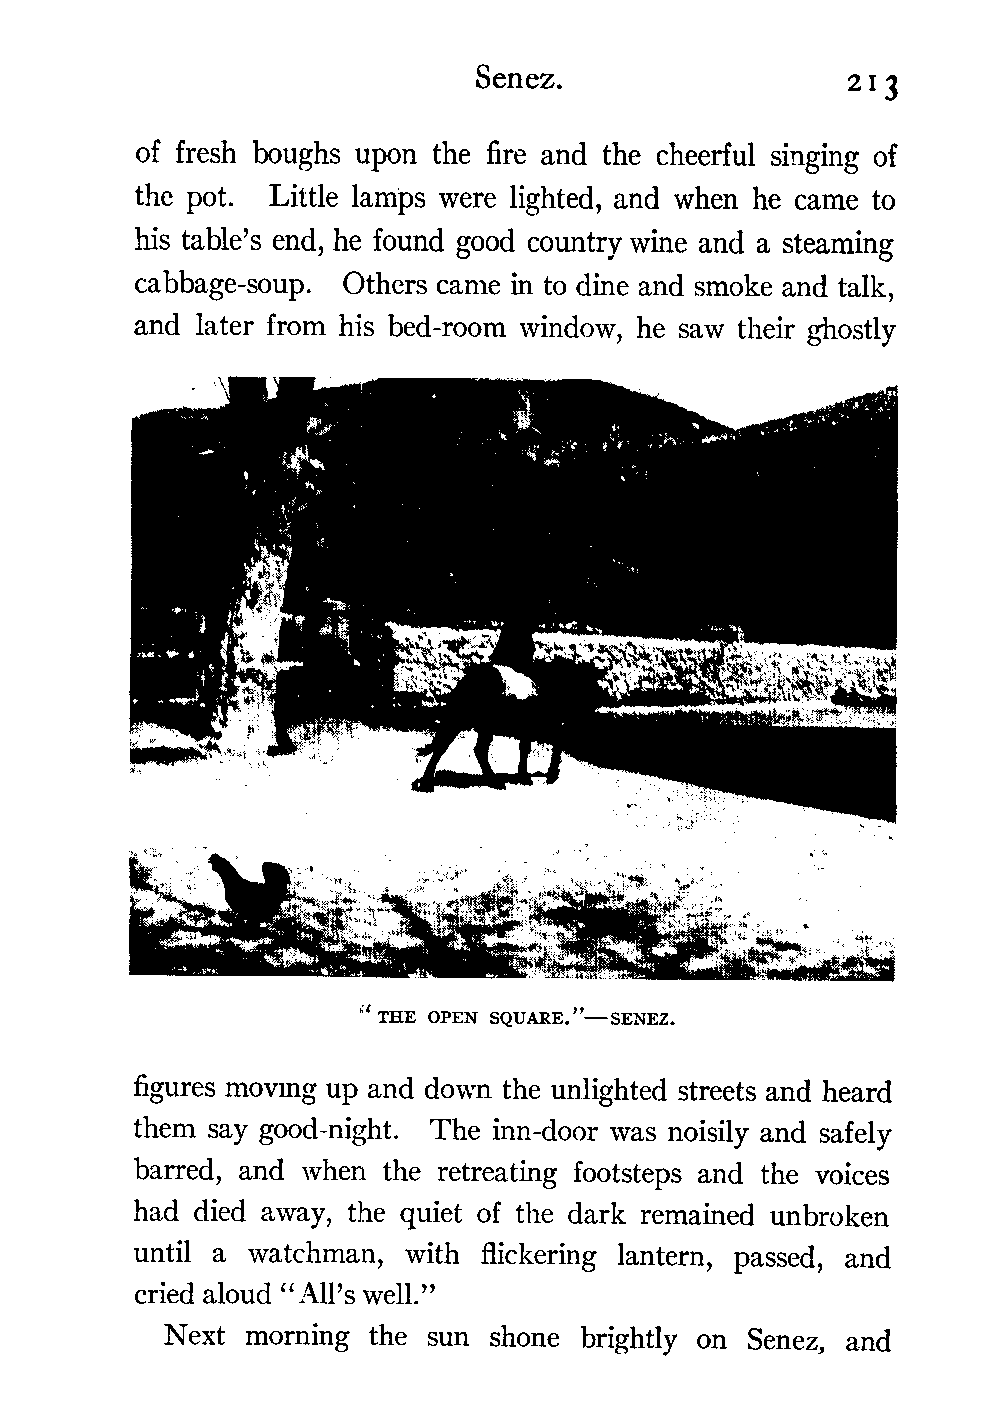 Senez. 213
of fresh boughs upon the fire and the cheerful singing of
the pot. Little lamps were lighted, and when he came to
his table's end, he found good country wine and a steaming
cabbage-soup. Others came in to dine and smoke and talk,
and later from his bed-room window, he saw their ghostly
"THE OPEN SQUARE."—SENEZ.
figures moving up and down the unlighted streets and heard
them say good-night. The inn-door was noisily and safely
barred, and when the retreating footsteps and the voices
had died away, the quiet of the dark remained unbroken
until a watchman, with flickering lantern, passed, and
cried aloud "All's well."
Next morning the sun shone brightly on Senez, and